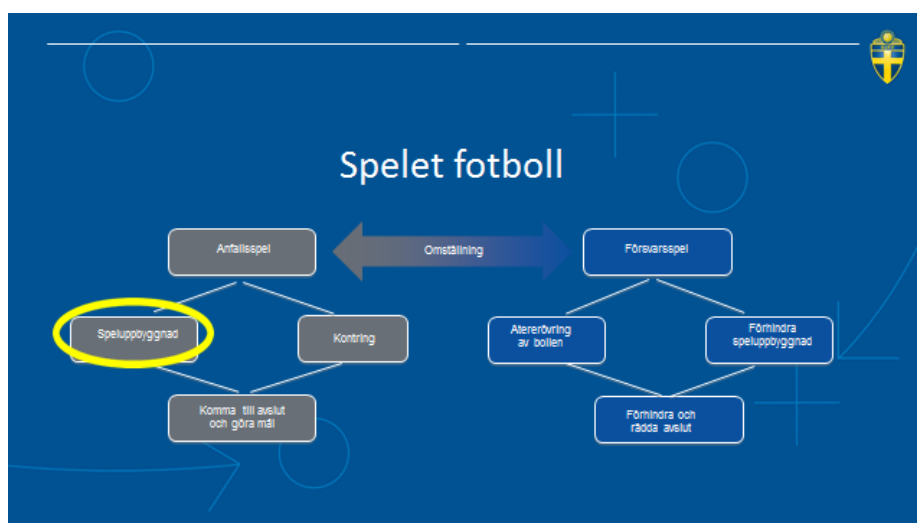 Spelet fotboll
Anfallsspel
Omställning
Försvarsspel
Speluppbyggnad
Kontring
Atererövring
av bollen
Förhindra
speluppbyggnad
Komma till avslut
och göra mål
Förhindra och
rädda avslut